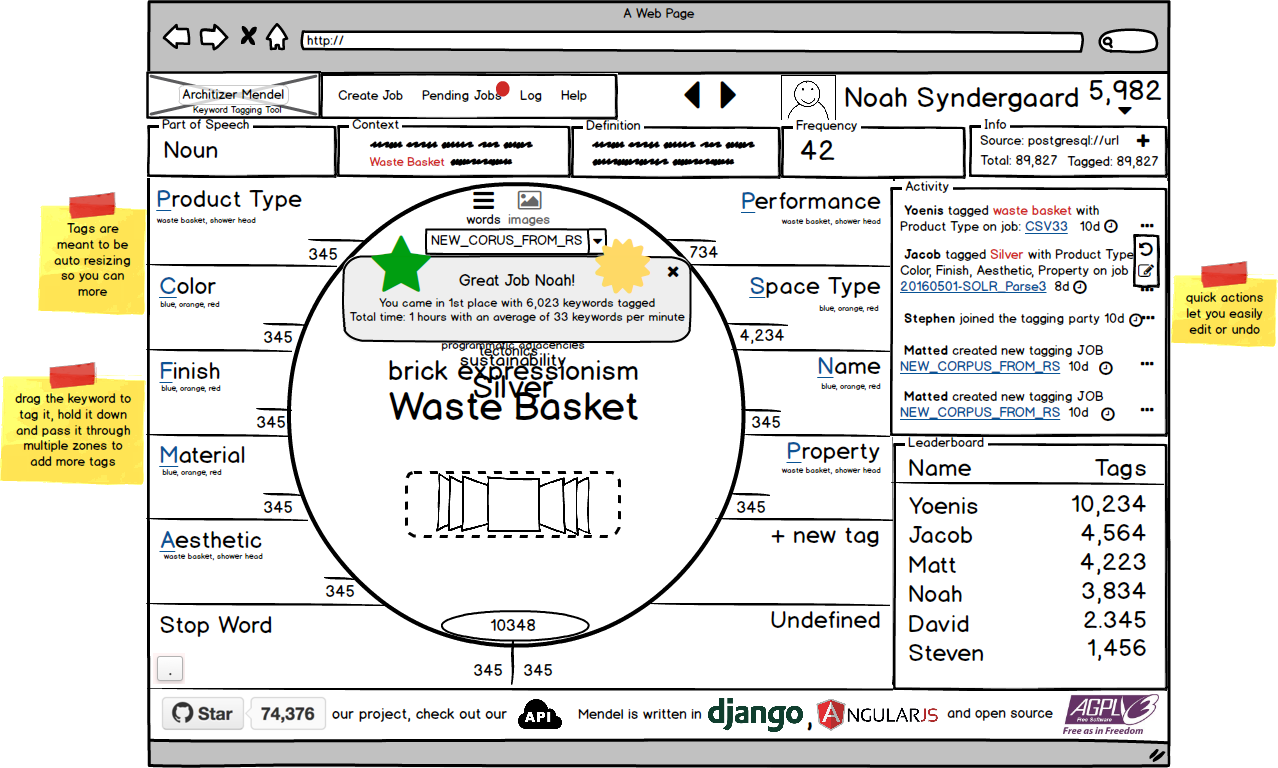 A Web Page
http://
Architizer Mendel
Keyword Tagging Tool
Create Job
Pending Jobs
Log
Help
Noah Syndergaard
5,982
Part of Speech
Noun
Context
Waste Basket
Definition
Frequency
42
Info
Source: postgresql://url
Total: 89,827 Tagged: 89,827
Tags are
meant to be
auto resizing
so you can
more
drag the keyword to
tag it, hold it down
and pass it through
multiple zones to
add more tags
Product Type
waste basket, shower head
345
Color
blue, orange, red
345
Finish
blue, orange, red
345
Material
blue, orange, red
345
Aesthetic
waste basket, shower head
345
Stop Word
.
words images
NEW_CORUS_FROM_RS
Great Job Noah!
You came in 1st place with 6,023 keywords tagged
Total time: 1 hours with an average of 33 keywords per minute
programmatic adjacencies
tectonics
sustainability
brick expressionism
Silver
Waste Basket
10348
345 345
Performance
waste basket, shower head
734
Space Type
blue, orange, red
4,234
Name
blue, orange, red
345
Property
waste basket, shower head
345
+ new tag
Undefined
Activity
Yoenis tagged waste basket with
Product Type on job: CSV33 10d
Jacob tagged Silver with Product Type
Color, Finish, Aesthetic, Property on job
20160501-SOLR_Parse3 8d
Stephen joined the tagging party 10d
Matted created new tagging JOB
NEW_CORPUS_FROM_RS 10d
Matted created new tagging JOB
NEW_CORPUS_FROM_RS 10d
quick actions
let you easily
edit or undo
Leaderboard
Name Tags
Yoenis 10,234
Jacob 4,564
Matt 4,223
Noah 3,834
David 2.345
Steven 1,456
Star 74,376 our project, check out our API Mendel is written in django, ANGULARJS and open source AGPLv3
Free Software
Free as in Freedom